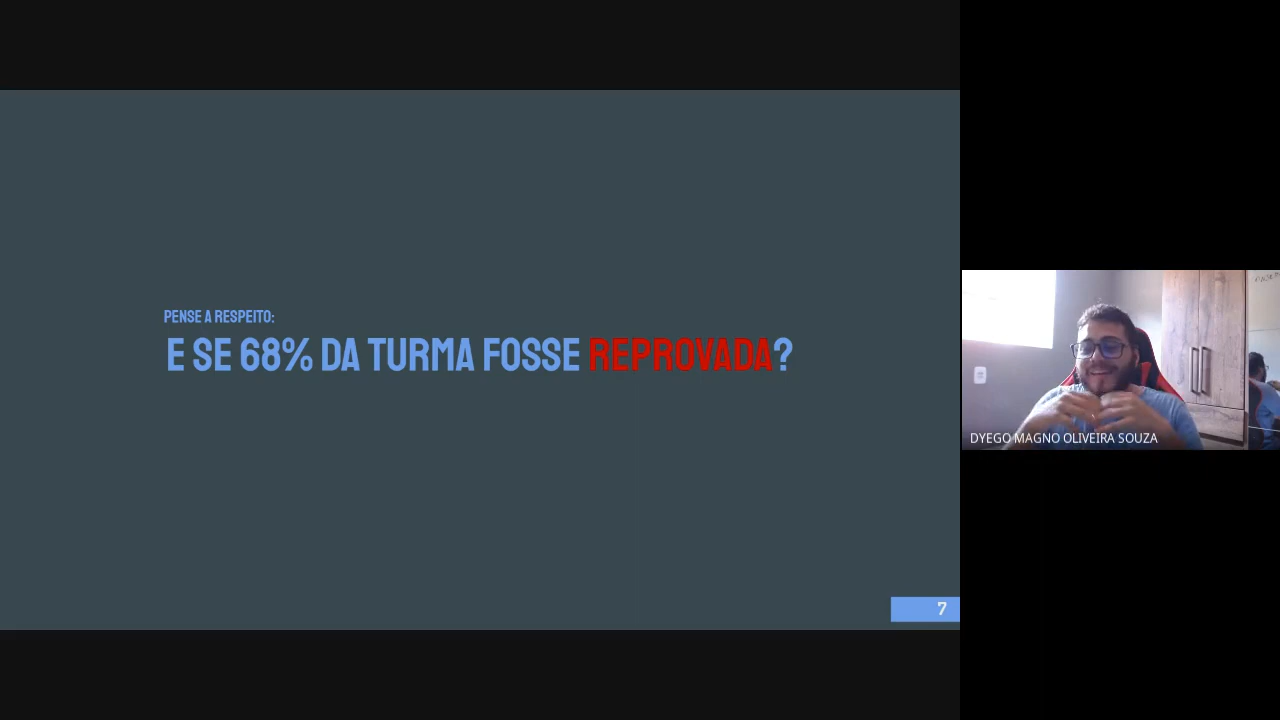 PENSE A RESPEITO:
E SE 68% DA TURMA FOSSE REPROVADA?
7
DYEGO MAGNO OLIVEIRA SOUZA